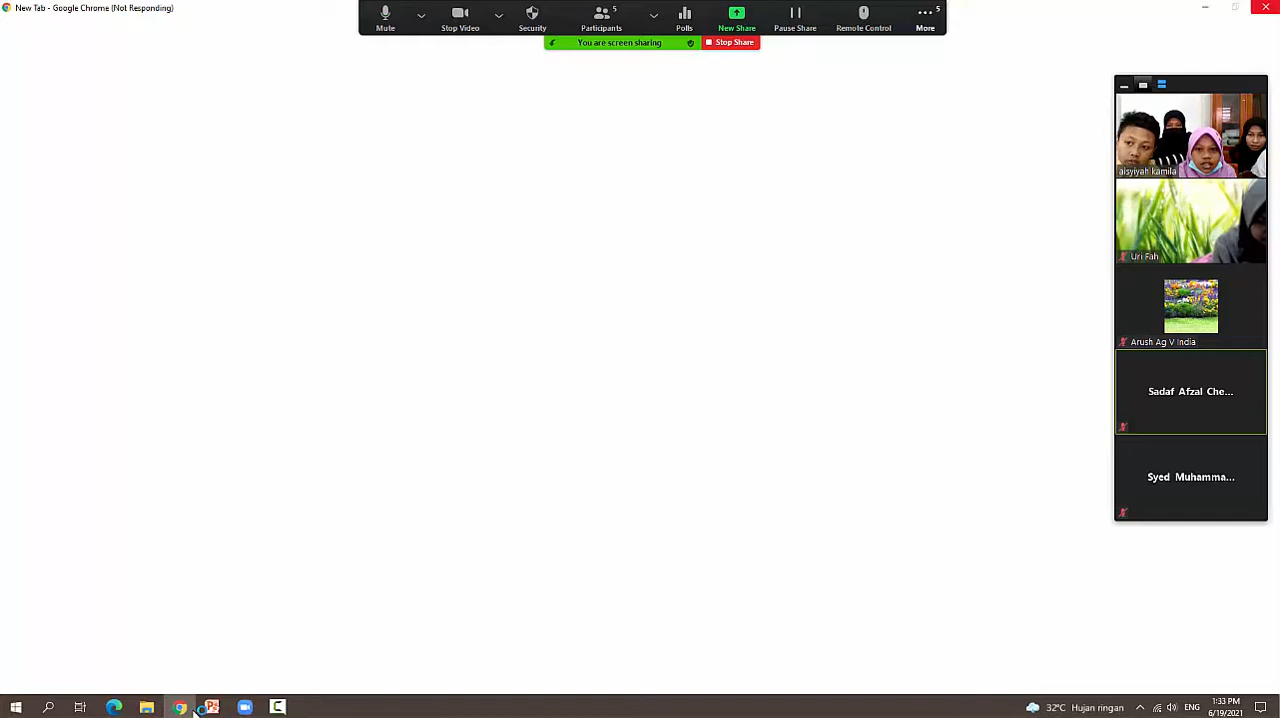 New Tab - Google Chrome (Not Responding)
5
5
Mute
Stop Video
Security
Participants
Polls
New Share
Pause Share
Remote Control
More
You are screen sharing
Stop Share
aisyiyah kamila
Uri Fah
Arush Ag V India
Sadaf Afzal Che...
Syed Muhamma...
32°C Hujan ringan
ENG
1:33 PM
6/19/2021